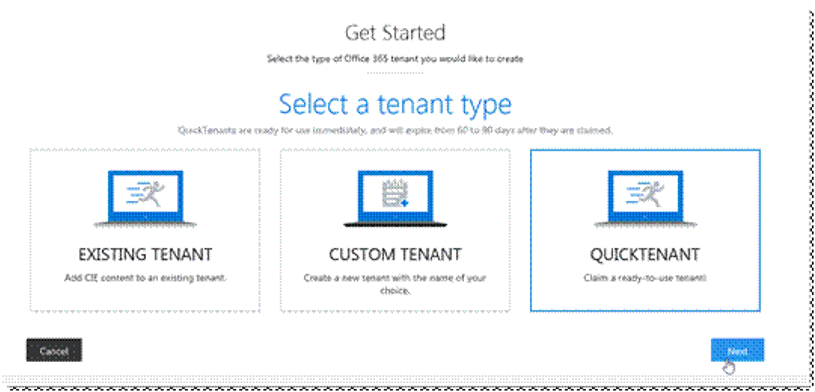 Get Started
Select the type of Office 365 tenant you would like to create
Select a tenant type
QuickTenants are ready for use immediately, and will expire from 60 to 90 days after they are claimed.
EXISTING TENANT
Add CIE content to an existing tenant.
CUSTOM TENANT
Create a new tenant with the name of your
choice.
QUICKTENANT
Claim a ready-to-use tenant!
Cancel
Next